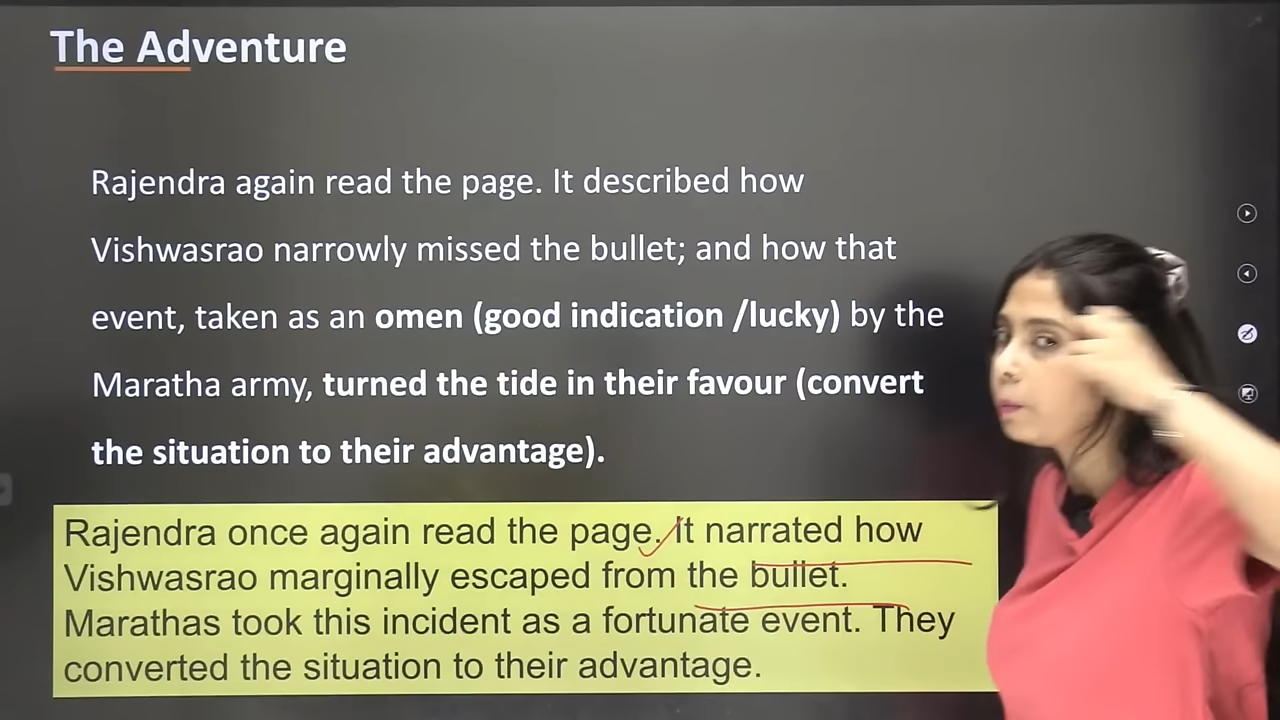 The Adventure
Rajendra again read the page. It described how
Vishwasrao narrowly missed the bullet; and how that
event, taken as an omen (good indication /lucky) by the
Maratha army, turned the tide in their favour (convert
the situation to their advantage).
Rajendra once again read the page. It narrated how
Vishwasrao marginally escaped from the bullet.
Marathas took this incident as a fortunate event. They
converted the situation to their advantage.